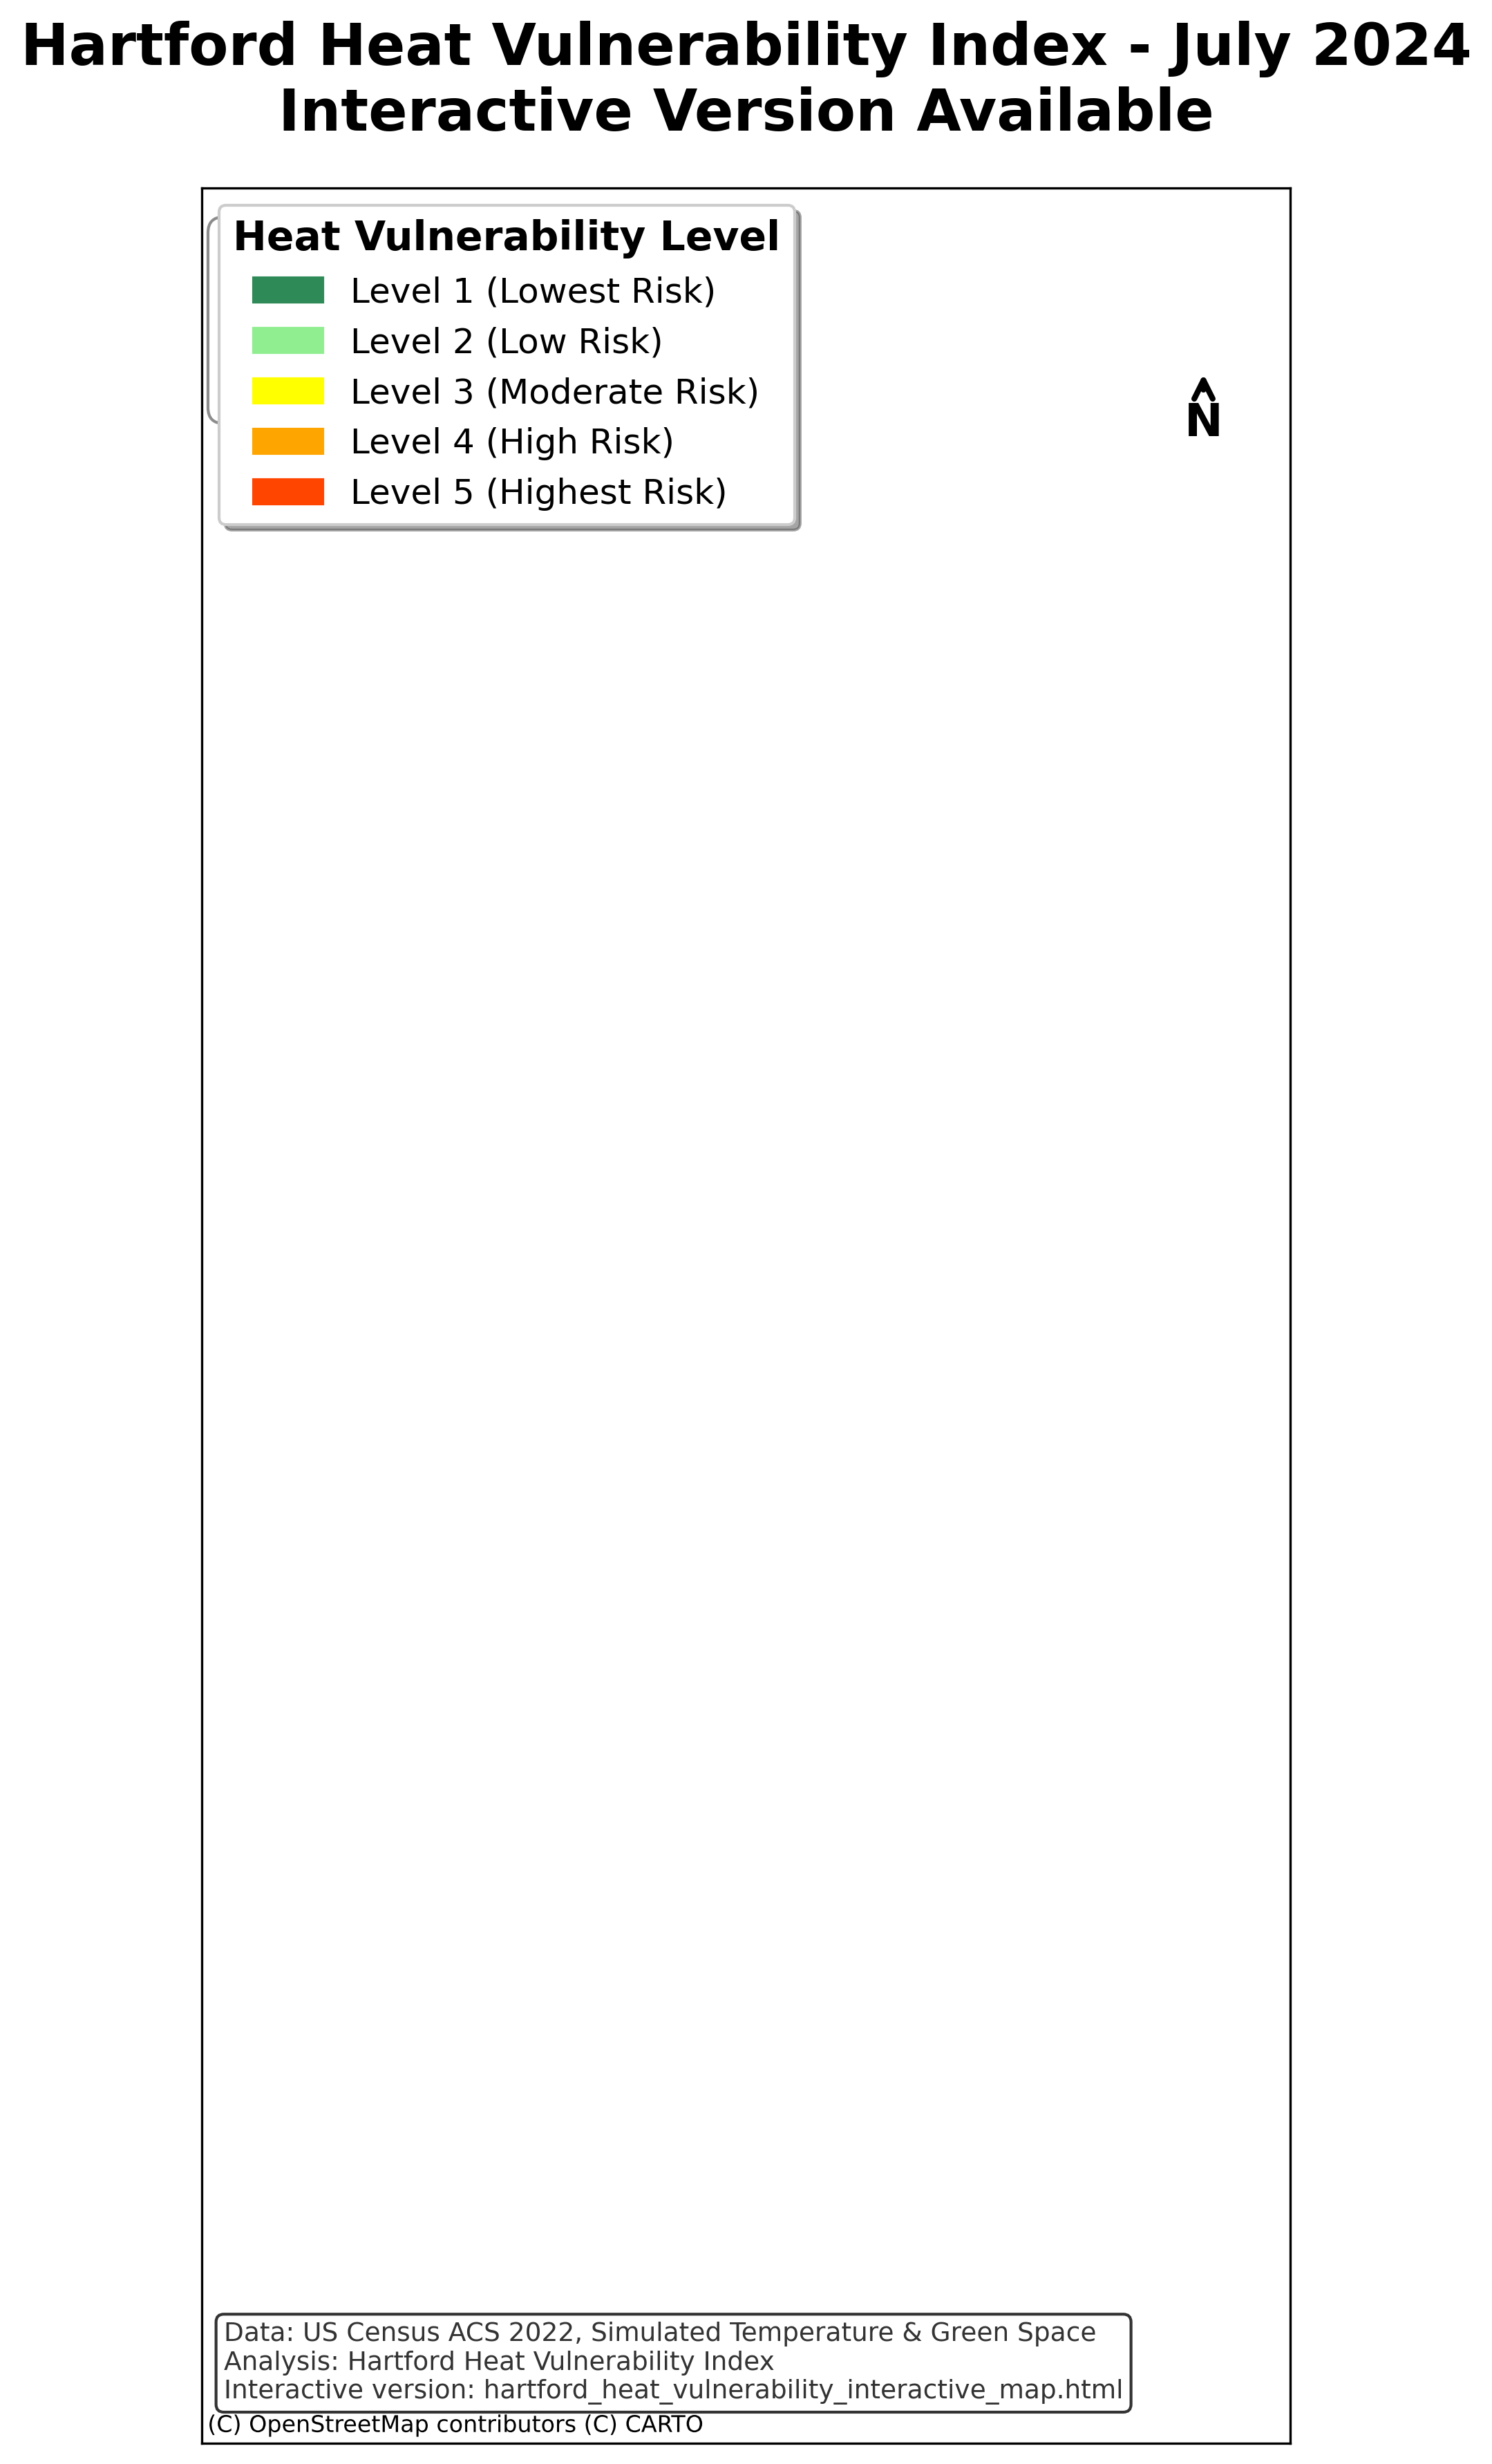 Hartford Heat Vulnerability Index - July 2024
Interactive Version Available
Heat Vulnerability Level
Level 1 (Lowest Risk)
Level 2 (Low Risk)
Level 3 (Moderate Risk)
Level 4 (High Risk)
Level 5 (Highest Risk)
N
Data: US Census ACS 2022, Simulated Temperature & Green Space
Analysis: Hartford Heat Vulnerability Index
Interactive version: hartford_heat_vulnerability_interactive_map.html
(C) OpenStreetMap contributors (C) CARTO